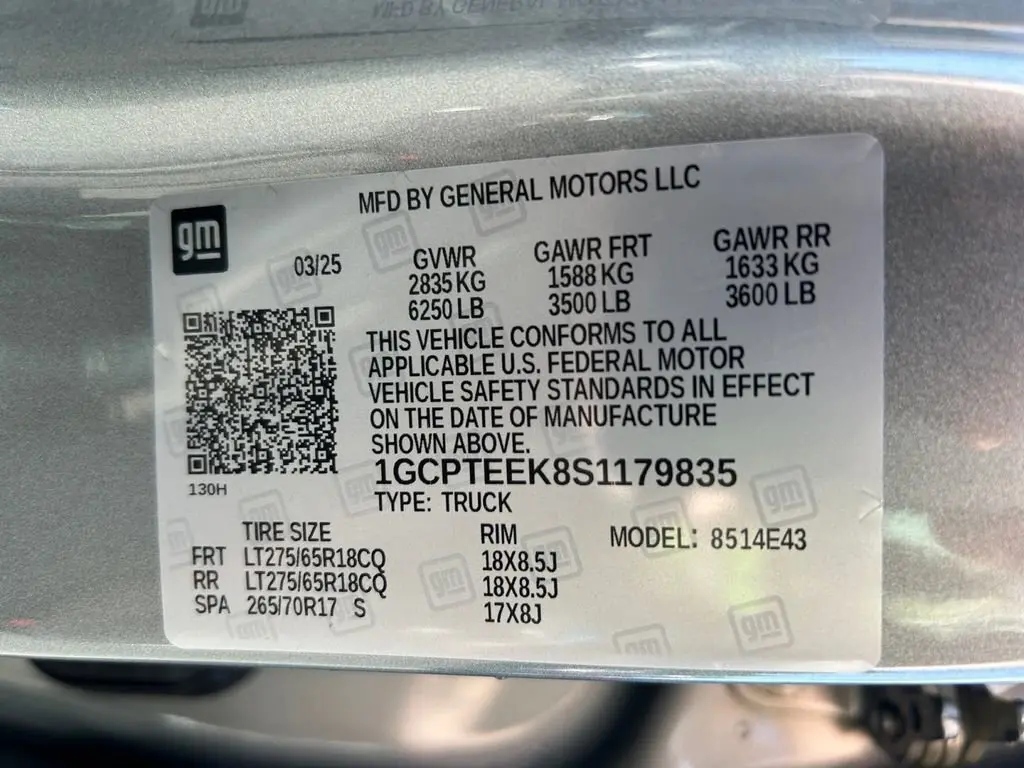 MFD BY GENERAL MOTORS LLC
gm
03/25
GVWR
2835 KG
6250 LB
GAWR FRT
1588 KG
3500 LB
GAWR RR
1633 KG
3600 LB
THIS VEHICLE CONFORMS TO ALL
APPLICABLE U.S. FEDERAL MOTOR
VEHICLE SAFETY STANDARDS IN EFFECT
ON THE DATE OF MANUFACTURE
SHOWN ABOVE.
1GCPTEEK8S1179835
TYPE: TRUCK
130H
TIRE SIZE RIM MODEL: 8514E43
FRT LT275/65R18CQ 18X8.5J
RR LT275/65R18CQ 18X8.5J
SPA 265/70R17 S 17X8J